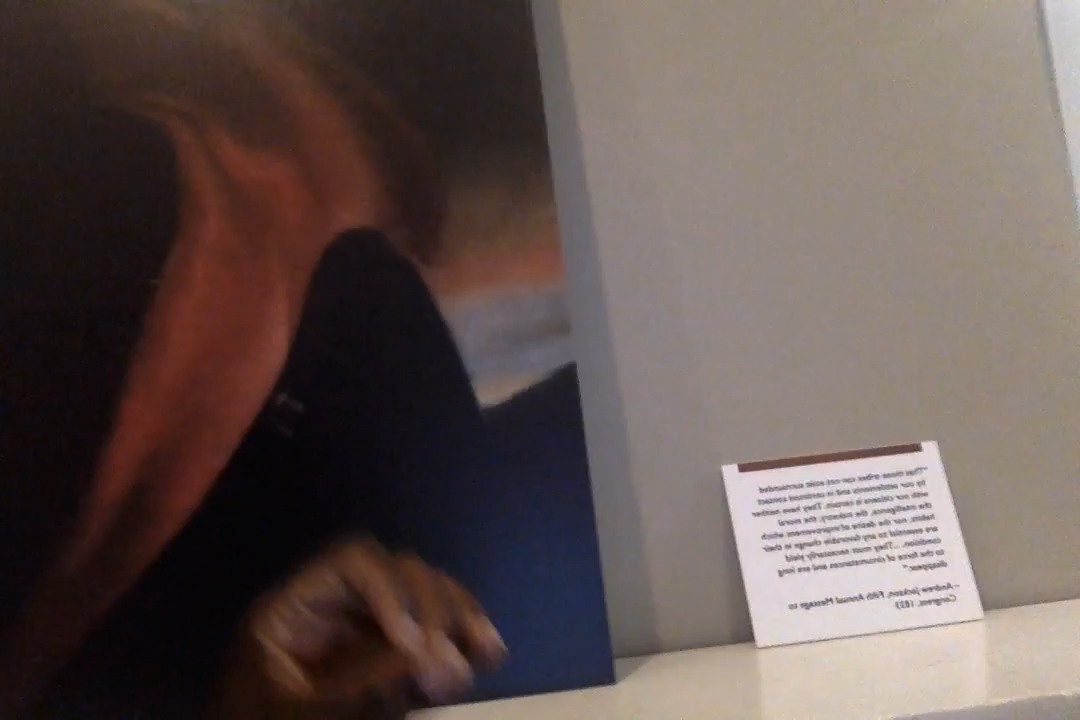 "That those tribes can not exist surrounded
by our settlements and in continual contact
with our citizens is certain. They have neither
the intelligence, the industry, the moral
habits, nor the desire of improvement which
are essential to any favorable change in their
condition. ...They must necessarily yield
to the force of circumstances and ere long
disappear."
- Andrew Jackson, Fifth Annual Message to
Congress, 1833